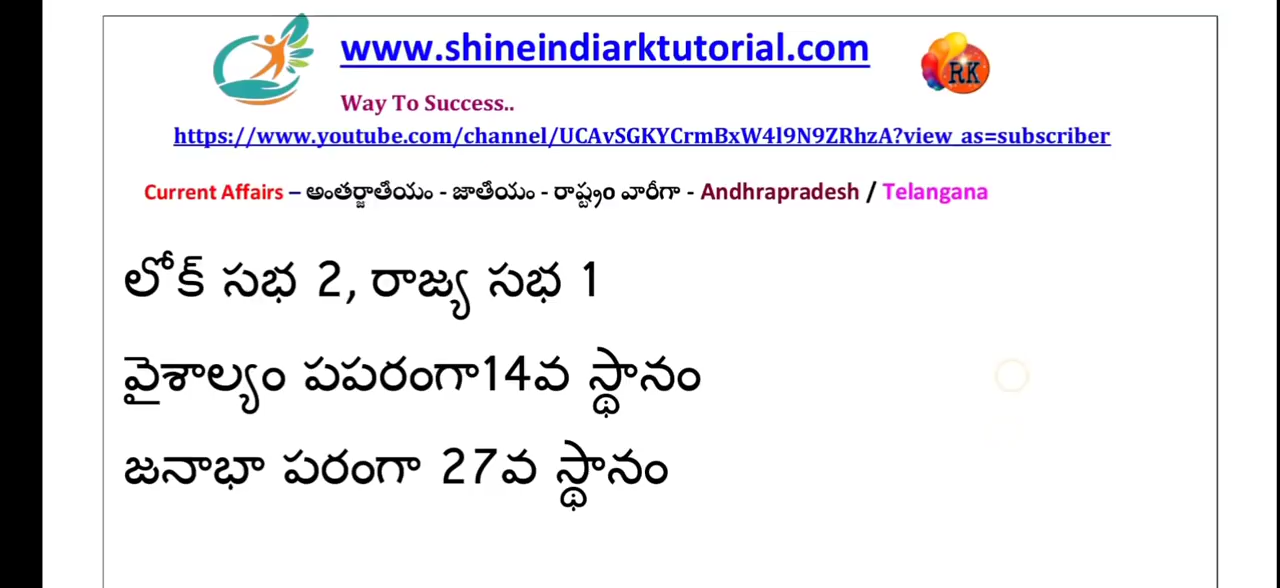 www.shineindiarktutorial.com
RK
Way To Success..
https://www.youtube.com/channel/UCAvSGKYCrmBxW4l9N9ZRhzA?view_as=subscriber
Current Affairs – అంతర్జాతీయం - జాతీయం - రాష్ట్రం వారీగా - Andhrapradesh / Telangana
లోక్ సభ 2, రాజ్య సభ 1
వైశాల్యం పపరంగా14వ స్థానం
జనాభా పరంగా 27వ స్థానం